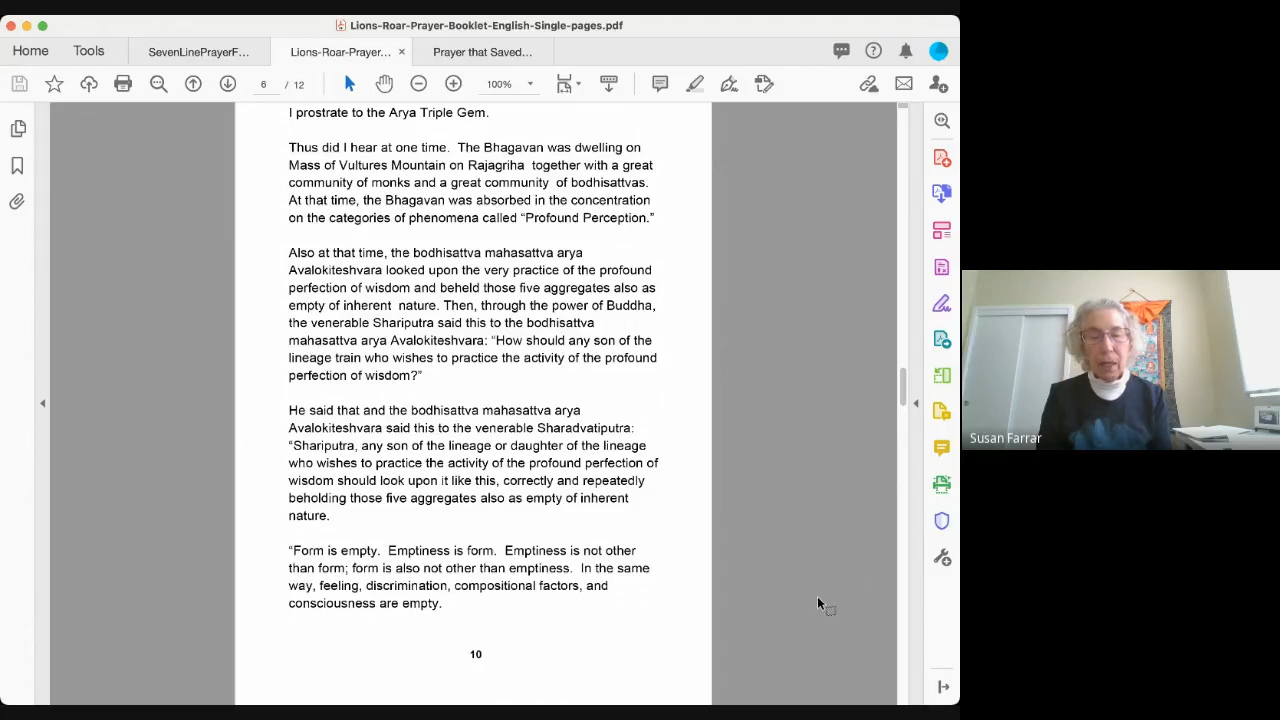 Lions-Roar-Prayer-Booklet-English-Single-pages.pdf
Home Tools SevenLinePrayerF... Lions-Roar-Prayer... × Prayer that Saved...
6 / 12 100%
I prostrate to the Arya Triple Gem.
Thus did I hear at one time. The Bhagavan was dwelling on
Mass of Vultures Mountain on Rajagriha together with a great
community of monks and a great community of bodhisattvas.
At that time, the Bhagavan was absorbed in the concentration
on the categories of phenomena called “Profound Perception.”
Also at that time, the bodhisattva mahasattva arya
Avalokiteshvara looked upon the very practice of the profound
perfection of wisdom and beheld those five aggregates also as
empty of inherent nature. Then, through the power of Buddha,
the venerable Shariputra said this to the bodhisattva
mahasattva arya Avalokiteshvara: “How should any son of the
lineage train who wishes to practice the activity of the profound
perfection of wisdom?”
He said that and the bodhisattva mahasattva arya
Avalokiteshvara said this to the venerable Sharadvatiputra:
“Shariputra, any son of the lineage or daughter of the lineage
who wishes to practice the activity of the profound perfection of
wisdom should look upon it like this, correctly and repeatedly
beholding those five aggregates also as empty of inherent
nature.
“Form is empty. Emptiness is form. Emptiness is not other
than form; form is also not other than emptiness. In the same
way, feeling, discrimination, compositional factors, and
consciousness are empty.
10
Susan Farrar